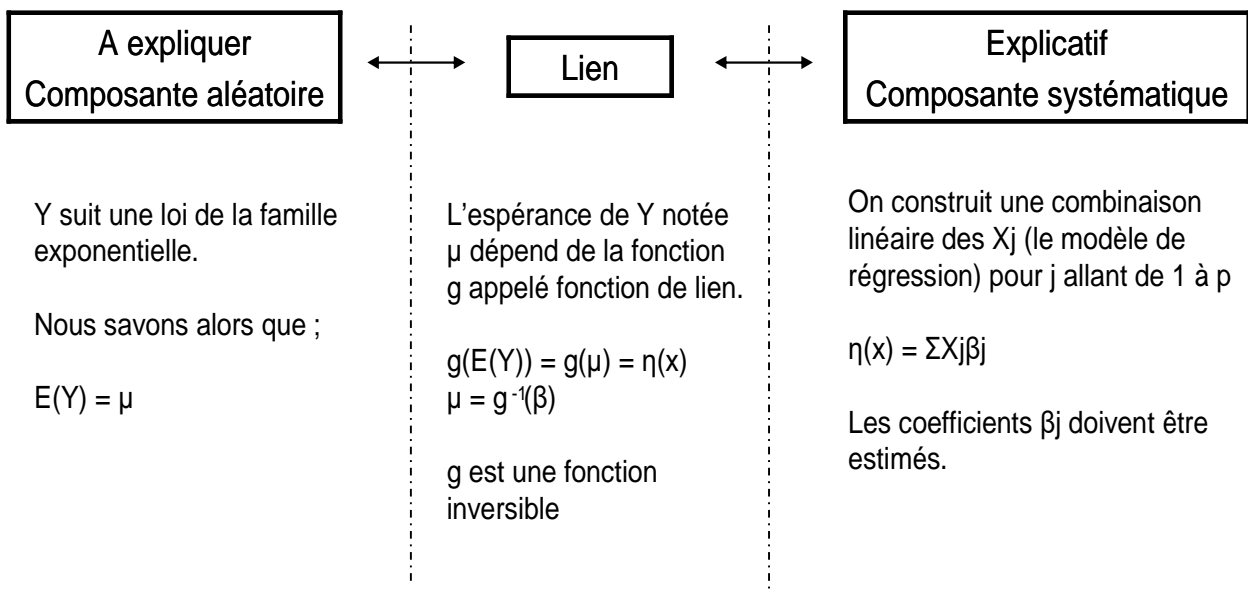 A expliquer
Composante aléatoire
Lien
Explicatif
Composante systématique
Y suit une loi de la famille
exponentielle.
Nous savons alors que ;
E(Y) = μ
L'espérance de Y notée
μ dépend de la fonction
g appelé fonction de lien.
g(E(Y)) = g(μ) = η(x)
μ = g⁻¹(β)
g est une fonction
inversible
On construit une combinaison
linéaire des Xj (le modèle de
régression) pour j allant de 1 à p
η(x) = ΣXjβj
Les coefficients βj doivent être
estimés.